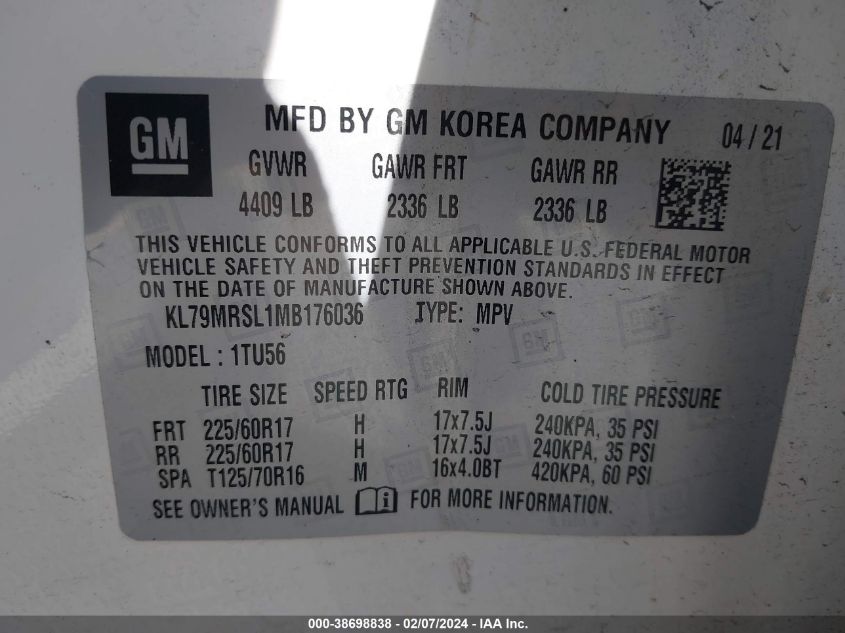 GM
MFD BY GM KOREA COMPANY 04/21
GVWR GAWR FRT GAWR RR
4409 LB 2336 LB 2336 LB
THIS VEHICLE CONFORMS TO ALL APPLICABLE U.S. FEDERAL MOTOR
VEHICLE SAFETY AND THEFT PREVENTION STANDARDS IN EFFECT
ON THE DATE OF MANUFACTURE SHOWN ABOVE.
KL79MRSL1MB176036 TYPE: MPV
MODEL: 1TU56
TIRE SIZE SPEED RTG RIM COLD TIRE PRESSURE
FRT 225/60R17 H 17x7.5J 240KPA, 35 PSI
RR 225/60R17 H 17x7.5J 240KPA, 35 PSI
SPA T125/70R16 M 16x4.0BT 420KPA, 60 PSI
SEE OWNER'S MANUAL FOR MORE INFORMATION.
000-38698838 - 02/07/2024 - IAA Inc.